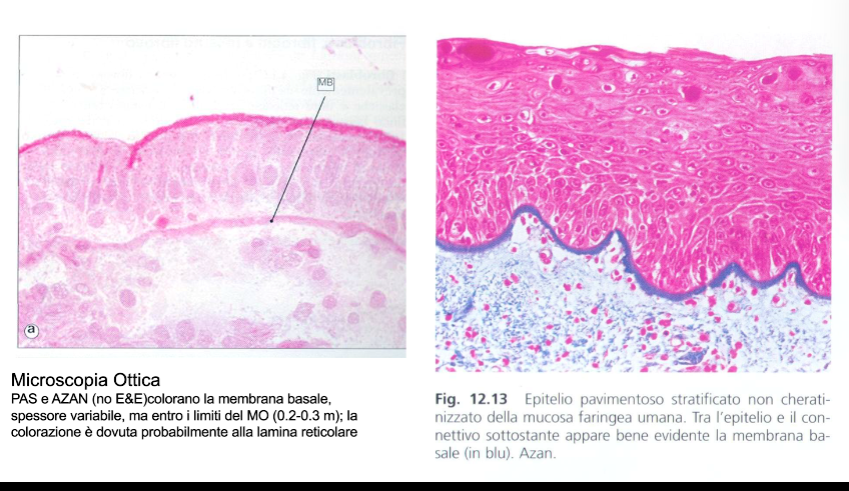 MB
a
Microscopia Ottica
PAS e AZAN (no E&E)colorano la membrana basale,
spessore variabile, ma entro i limiti del MO (0.2-0.3 m); la
colorazione è dovuta probabilmente alla lamina reticolare
Fig. 12.13 Epitelio pavimentoso stratificato non cherati-
nizzato della mucosa faringea umana. Tra l'epitelio e il con-
nettivo sottostante appare bene evidente la membrana ba-
sale (in blu). Azan.